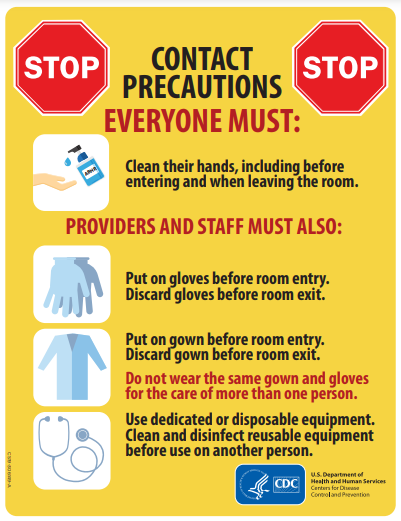 STOP
CONTACT
PRECAUTIONS
STOP
EVERYONE MUST:
ABHR
Clean their hands, including before
entering and when leaving the room.
PROVIDERS AND STAFF MUST ALSO:
Put on gloves before room entry.
Discard gloves before room exit.
Put on gown before room entry.
Discard gown before room exit.
Do not wear the same gown and gloves
for the care of more than one person.
Use dedicated or disposable equipment.
Clean and disinfect reusable equipment
before use on another person.
CDC
U.S. Department of
Health and Human Services
Centers for Disease
Control and Prevention